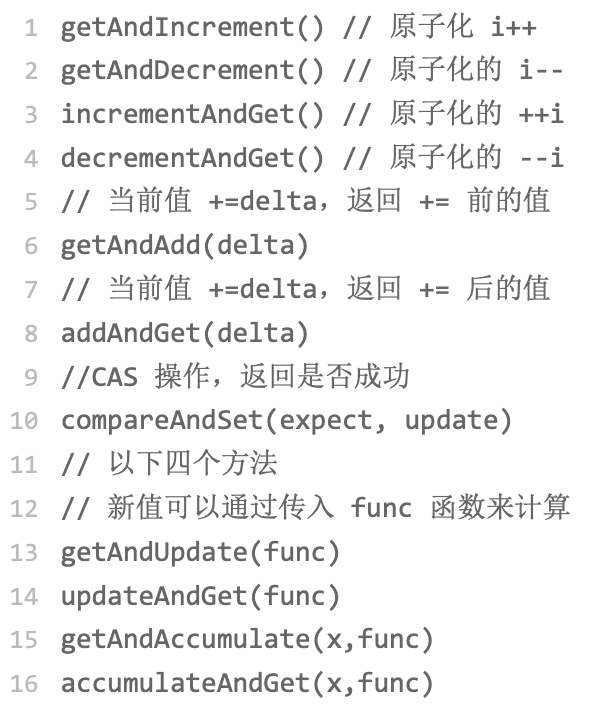 1 getAndIncrement() // 原子化 i++
2 getAndDecrement() // 原子化的 i--
3 incrementAndGet() // 原子化的 ++i
4 decrementAndGet() // 原子化的 --i
5 // 当前值 +=delta，返回 += 前的值
6 getAndAdd(delta)
7 // 当前值 +=delta，返回 += 后的值
8 addAndGet(delta)
9 //CAS 操作，返回是否成功
10 compareAndSet(expect, update)
11 // 以下四个方法
12 // 新值可以通过传入 func 函数来计算
13 getAndUpdate(func)
14 updateAndGet(func)
15 getAndAccumulate(x,func)
16 accumulateAndGet(x,func)